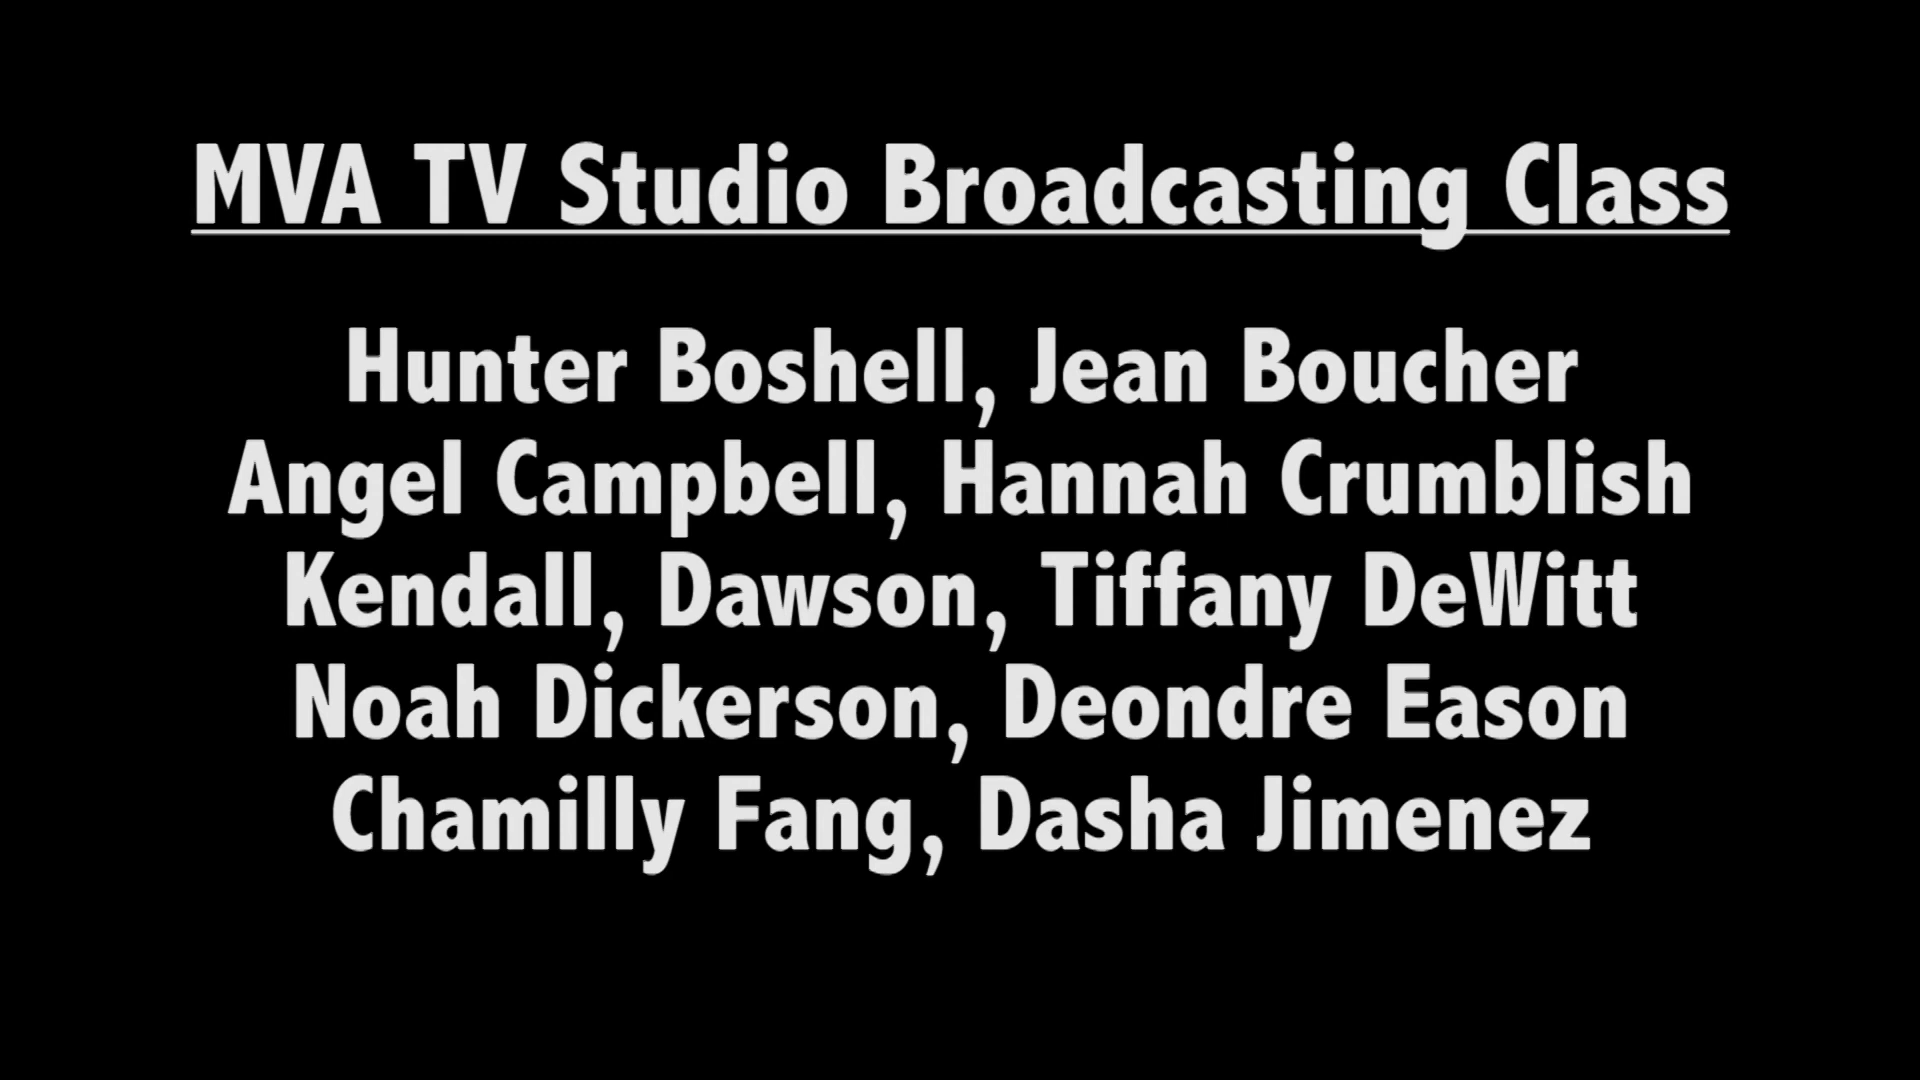 MVA TV Studio Broadcasting Class
Hunter Boshell, Jean Boucher
Angel Campbell, Hannah Crumblish
Kendall, Dawson, Tiffany DeWitt
Noah Dickerson, Deondre Eason
Chamilly Fang, Dasha Jimenez